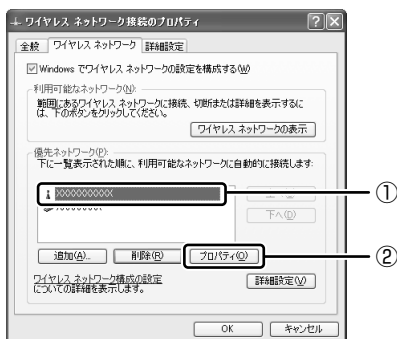 ワイヤレス ネットワーク接続のプロパティ
全般 ワイヤレス ネットワーク 詳細設定
Windows でワイヤレス ネットワークの設定を構成する(W)
利用可能なネットワーク(N):
範囲にあるワイヤレス ネットワークに接続、切断または詳細を表示するに
は、下のボタンをクリックしてください。
ワイヤレス ネットワークの表示
優先ネットワーク(P):
下に一覧表示された順に、利用可能なネットワークに自動的に接続します:
XXXXXXXXXX ①
下へ(D)
追加(A)... 削除(R) プロパティ(O) ②
ワイヤレス ネットワーク構成の設定
についての詳細を表示します。
詳細設定(V)
OK キャンセル